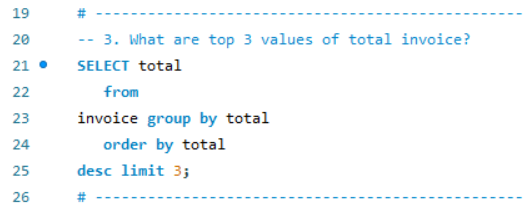 19 # -----------------------------------------------
20 -- 3. What are top 3 values of total invoice?
21 SELECT total
22 from
23 invoice group by total
24 order by total
25 desc limit 3;
26 # -----------------------------------------------